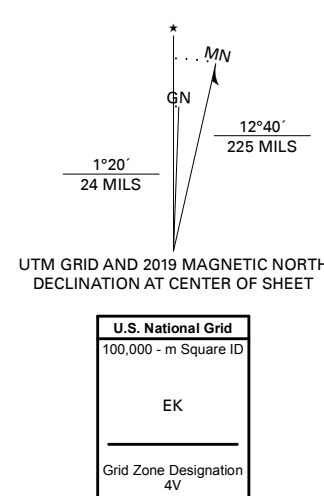 ★
MN
GN
12°40´
225 MILS
1°20´
24 MILS
UTM GRID AND 2019 MAGNETIC NORTH
DECLINATION AT CENTER OF SHEET
U.S. National Grid
100,000 - m Square ID
EK
Grid Zone Designation
4V